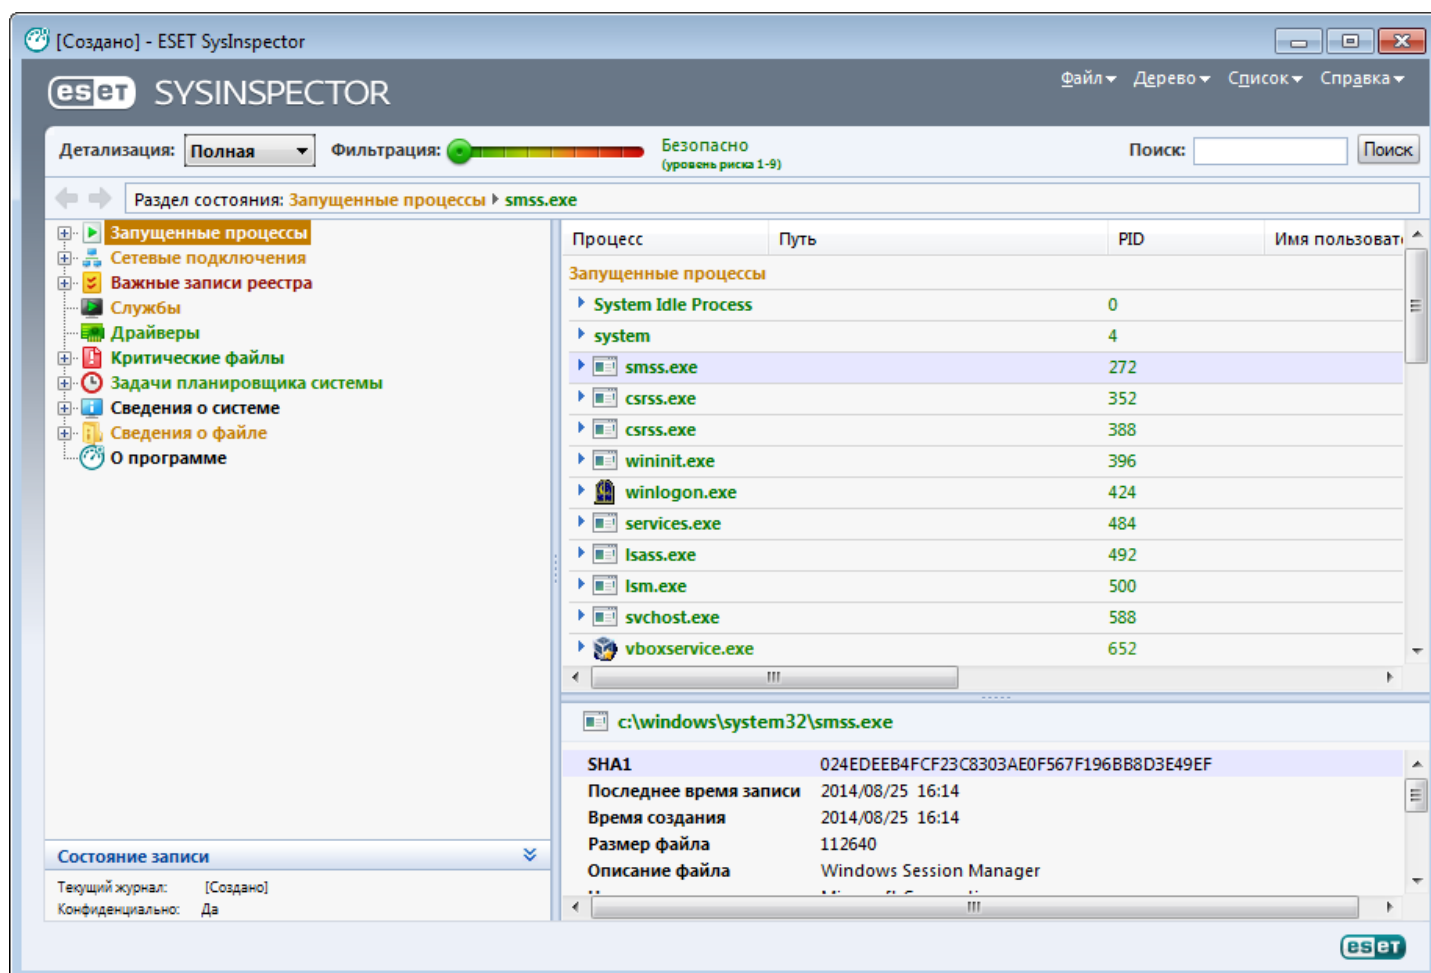 [Создано] - ESET SysInspector
eseT SYSINSPECTOR
Файл Дерево Список Справка
Детализация: Полная Фильтрация: Безопасно Поиск: Поиск
(уровень риска 1-9)
Раздел состояния: Запущенные процессы smss.exe
Запущенные процессы
Сетевые подключения
Важные записи реестра
Службы
Драйверы
Критические файлы
Задачи планировщика системы
Сведения о системе
Сведения о файле
О программе
Процесс Путь PID Имя пользовате
Запущенные процессы
System Idle Process 0
system 4
smss.exe 272
csrss.exe 352
csrss.exe 388
wininit.exe 396
winlogon.exe 424
services.exe 484
lsass.exe 492
lsm.exe 500
svchost.exe 588
vboxservice.exe 652
c:\windows\system32\smss.exe
SHA1 024EDEEB4FCF23C8303AE0F567F196BB8D3E49EF
Последнее время записи 2014/08/25 16:14
Время создания 2014/08/25 16:14
Размер файла 112640
Описание файла Windows Session Manager
Состояние записи
Текущий журнал: [Создано]
Конфиденциально: Да
eseT